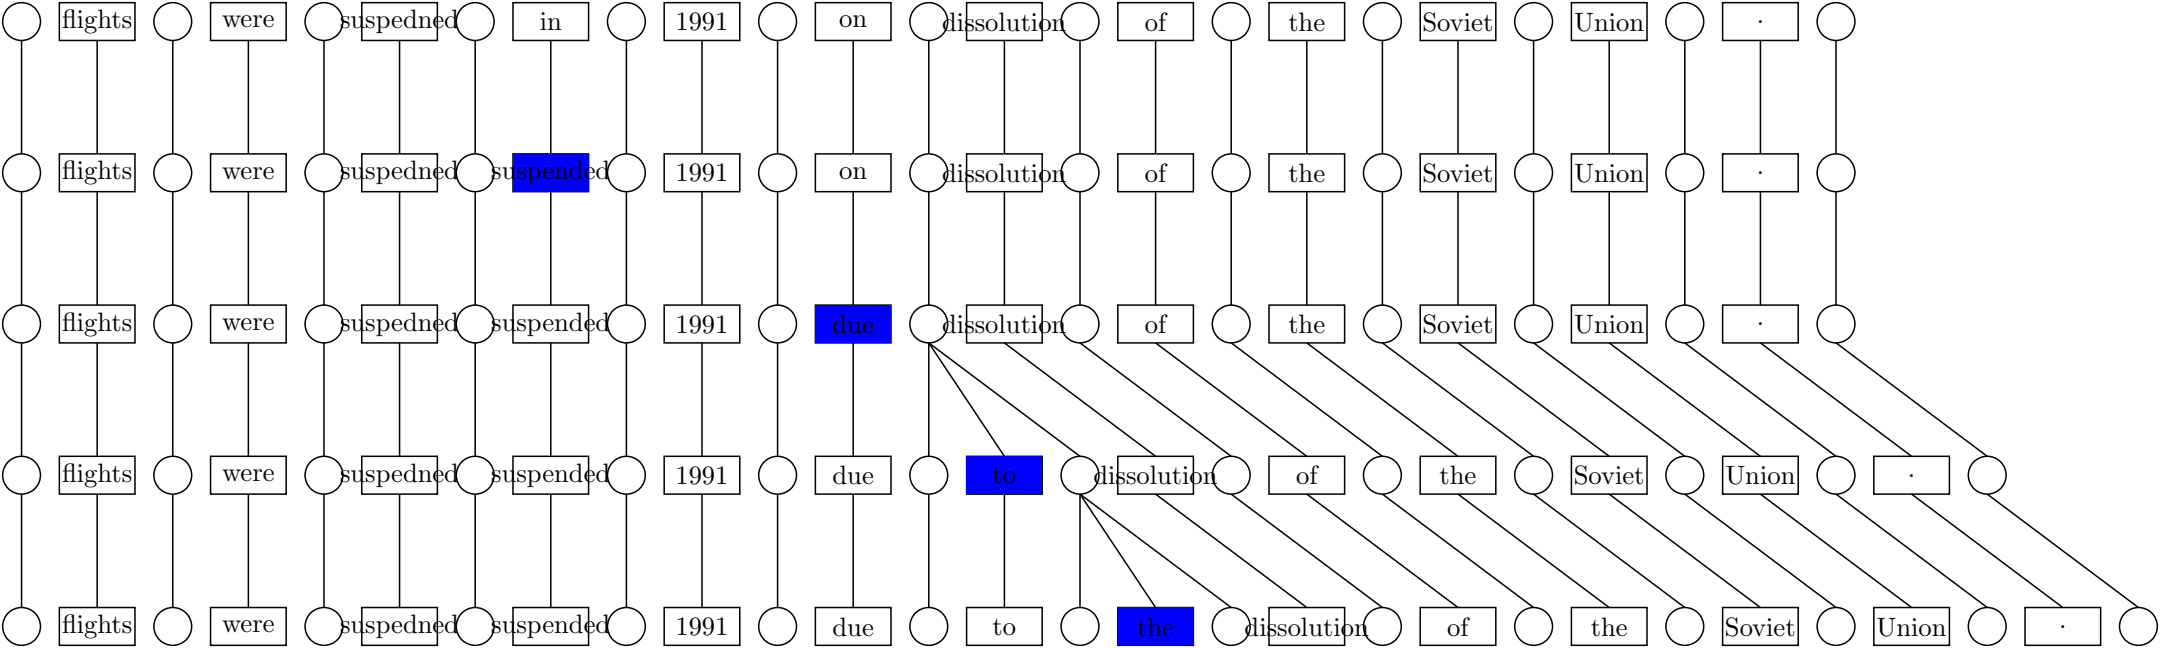 flights were suspedned in 1991 on dissolution of the Soviet Union .
flights were suspedned suspended 1991 on dissolution of the Soviet Union .
flights were suspedned suspended 1991 due dissolution of the Soviet Union .
flights were suspedned suspended 1991 due to dissolution of the Soviet Union .
flights were suspedned suspended 1991 due to the dissolution of the Soviet Union .